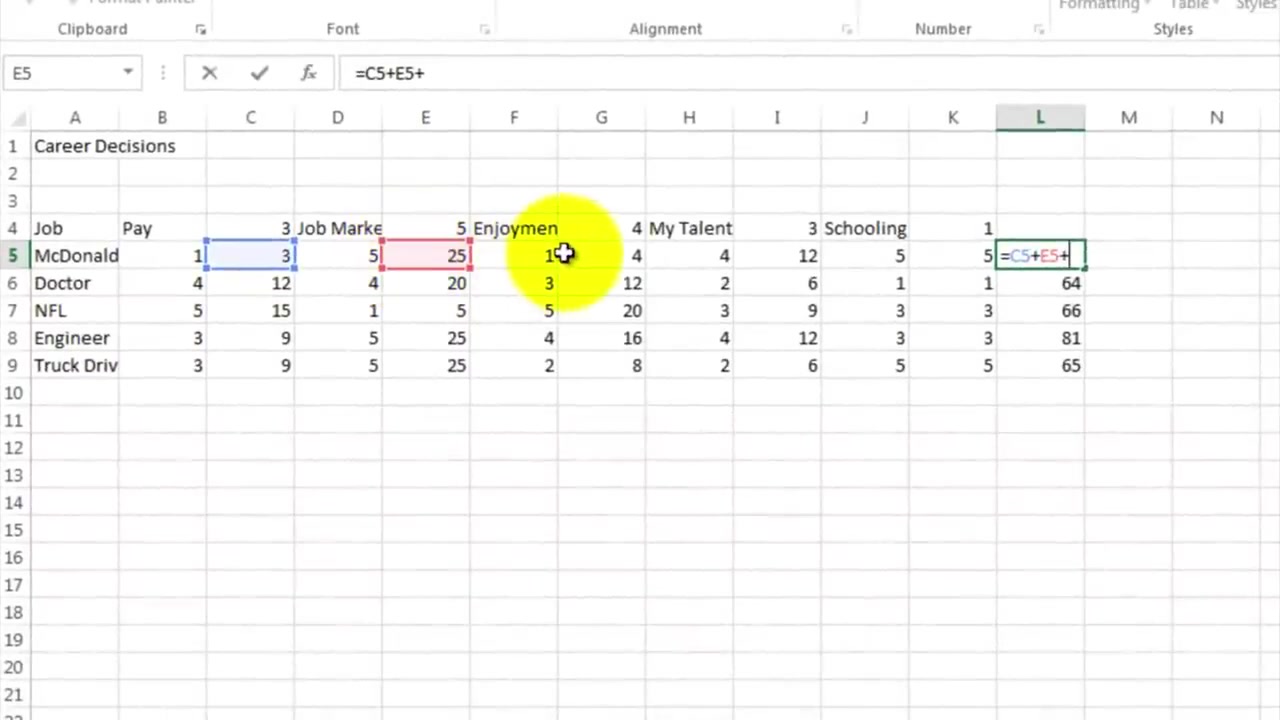 Format Painter
Formatting Table Styles
Clipboard Font Alignment Number Styles
E5 fx =C5+E5+
A B C D E F G H I J K L M N
1 Career Decisions
2
3
4 Job Pay 3 Job Marke 5 Enjoymen 4 My Talent 3 Schooling 1
5 McDonald 1 3 5 25 1 4 4 12 5 5 =C5+E5+
6 Doctor 4 12 4 20 3 12 2 6 1 1 64
7 NFL 5 15 1 5 5 20 3 9 3 3 66
8 Engineer 3 9 5 25 4 16 4 12 3 3 81
9 Truck Driv 3 9 5 25 2 8 2 6 5 5 65
10
11
12
13
14
15
16
17
18
19
20
21